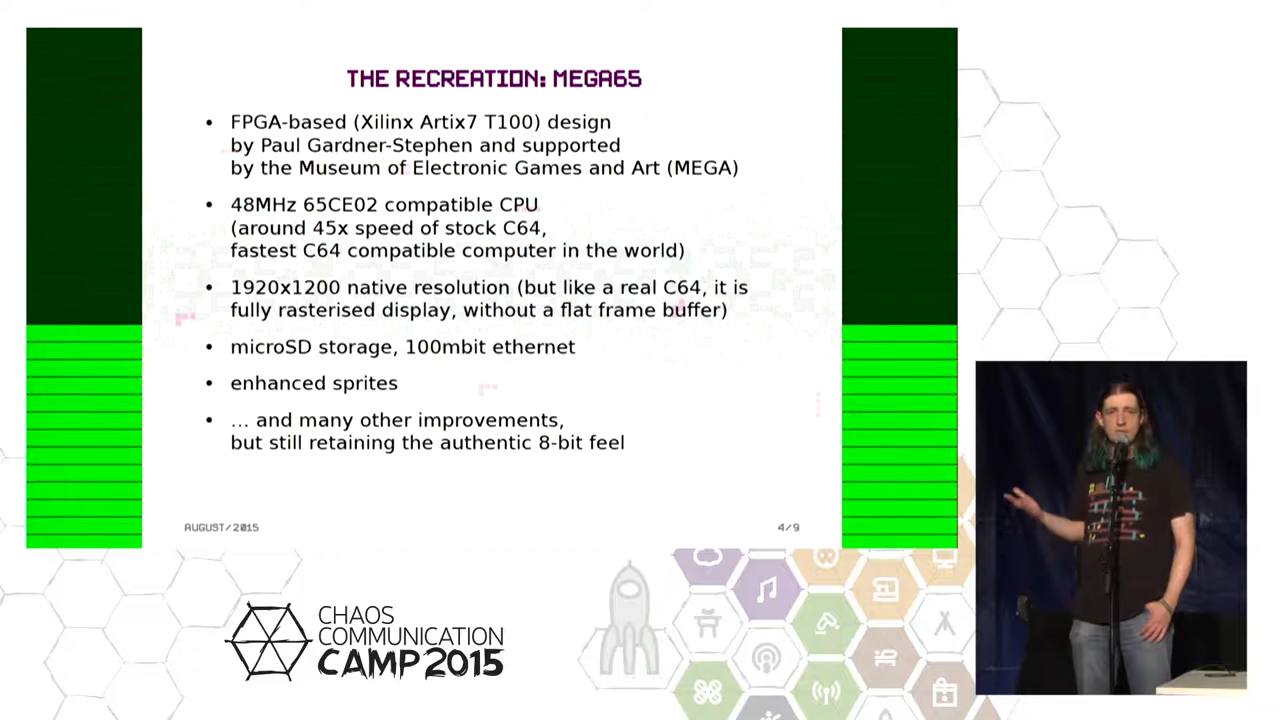 THE RECREATION: MEGA65
• FPGA-based (Xilinx Artix7 T100) design
by Paul Gardner-Stephen and supported
by the Museum of Electronic Games and Art (MEGA)
• 48MHz 65CE02 compatible CPU
(around 45x speed of stock C64,
fastest C64 compatible computer in the world)
• 1920x1200 native resolution (but like a real C64, it is
fully rasterised display, without a flat frame buffer)
• microSD storage, 100mbit ethernet
• enhanced sprites
• … and many other improvements,
but still retaining the authentic 8-bit feel
AUGUST/2015
4/9
CHAOS
COMMUNICATION
CAMP 2015